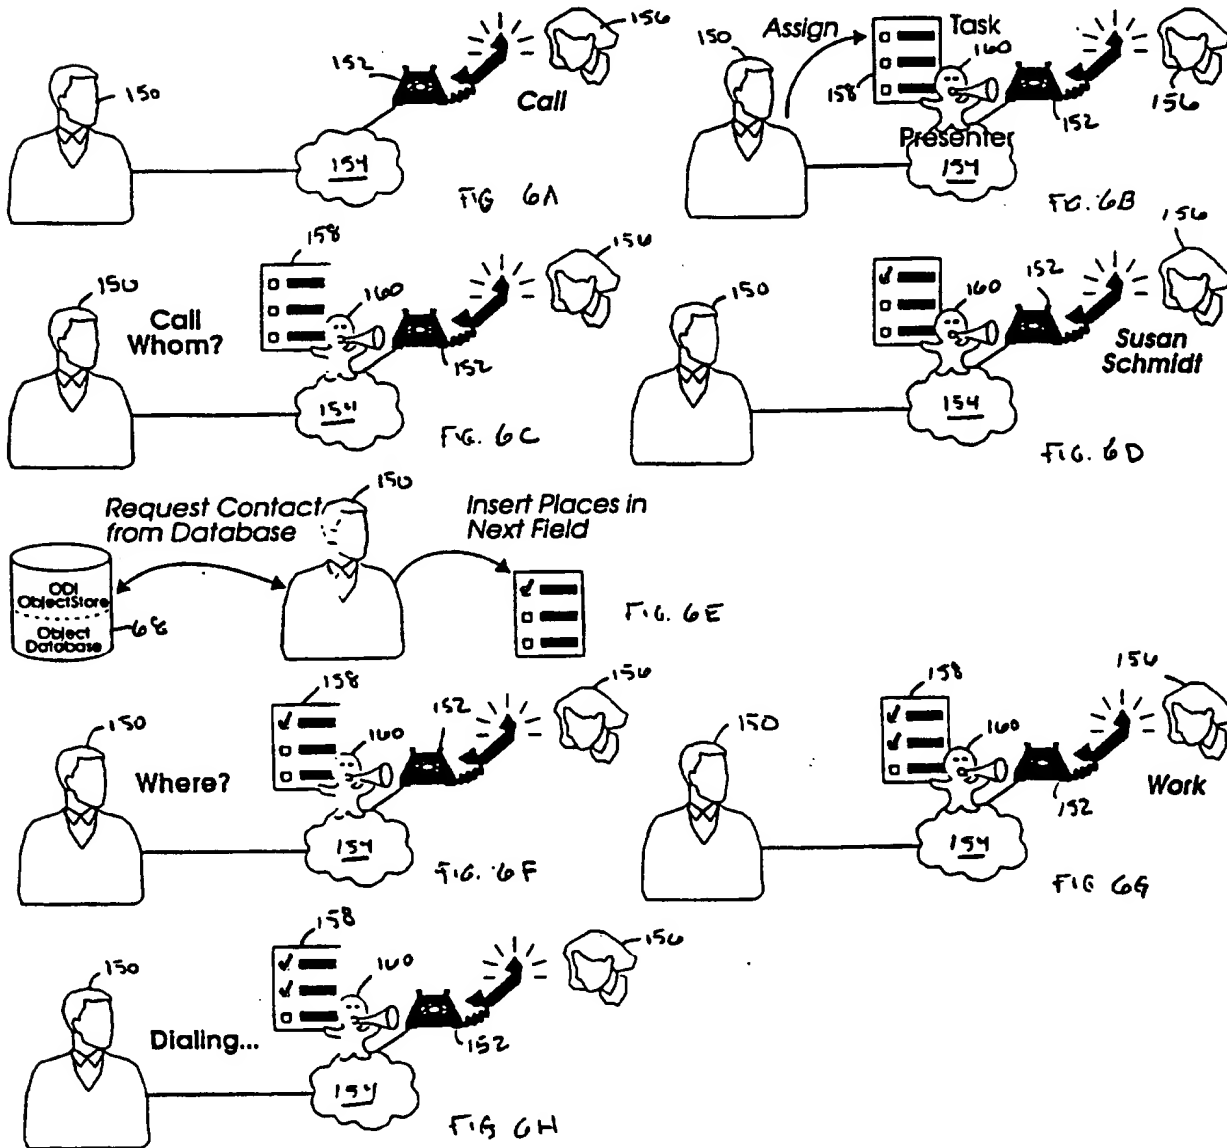 150
152
156
Call
154
FIG 6A
Assign
Task
150
160
158
152
156
Presenter
154
FIG. 6B
158
156
150
160
Call
Whom?
152
154
FIG. 6C
156
152
150
160
Susan
Schmidt
154
FIG. 6D
150
Request Contact
from Database
Insert Places in
Next Field
ODI
ObjectStore
Object
Database
68
FIG. 6E
158
152
156
150
160
Where?
154
FIG. 6F
158
156
150
160
Work
152
154
FIG 6G
158
156
150
160
Dialing...
152
154
FIG 6H